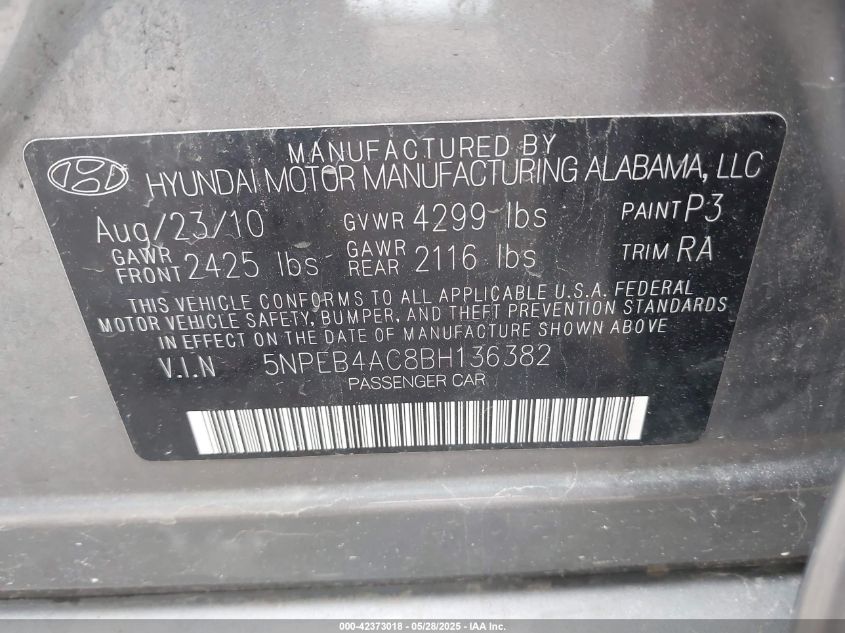 MANUFACTURED BY
HYUNDAI MOTOR MANUFACTURING ALABAMA, LLC
Aug/23/10 GVWR 4299 lbs PAINT P3
GAWR FRONT 2425 lbs GAWR REAR 2116 lbs TRIM RA
THIS VEHICLE CONFORMS TO ALL APPLICABLE U.S.A. FEDERAL
MOTOR VEHICLE SAFETY, BUMPER, AND THEFT PREVENTION STANDARDS
IN EFFECT ON THE DATE OF MANUFACTURE SHOWN ABOVE
V.I.N 5NPEB4AC8BH136382
PASSENGER CAR
000-42373018 - 05/28/2025 - IAA Inc.